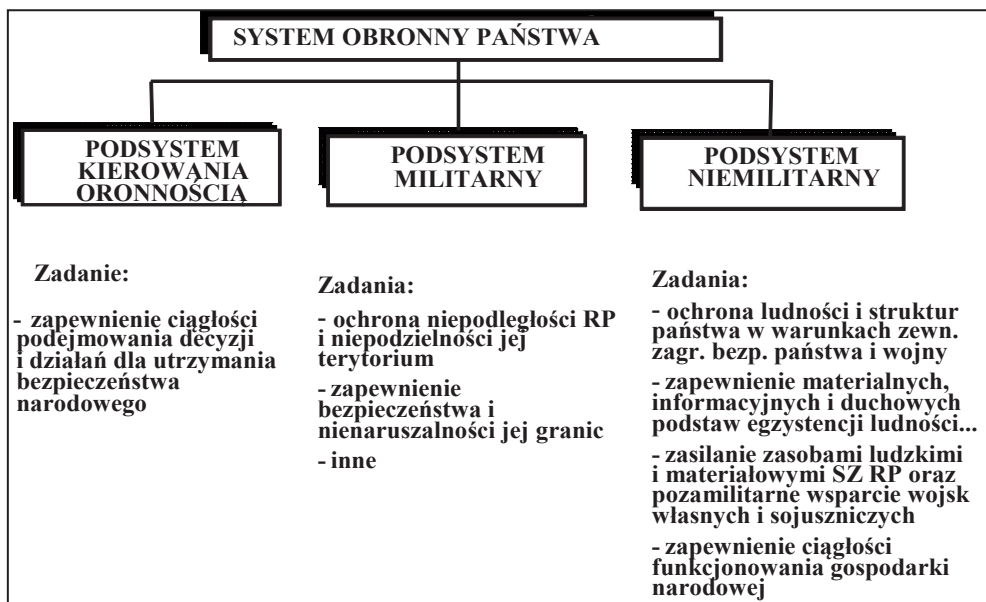 SYSTEM OBRONNY PAŃSTWA
PODSYSTEM
KIEROWANIA
ORONNOŚCIĄ
PODSYSTEM
MILITARNY
PODSYSTEM
NIEMILITARNY
Zadanie:
- zapewnienie ciągłości
podejmowania decyzji
i działań dla utrzymania
bezpieczeństwa
narodowego
Zadania:
- ochrona niepodległości RP
i niepodzielności jej
terytorium
- zapewnienie
bezpieczeństwa i
nienaruszalności jej granic
- inne
Zadania:
- ochrona ludności i struktur
państwa w warunkach zewn.
zagr. bezp. państwa i wojny
- zapewnienie materialnych,
informacyjnych i duchowych
podstaw egzystencji ludności...
- zasilanie zasobami ludzkimi
i materiałowymi SZ RP oraz
pozamilitarne wsparcie wojsk
własnych i sojuszniczych
- zapewnienie ciągłości
funkcjonowania gospodarki
narodowej